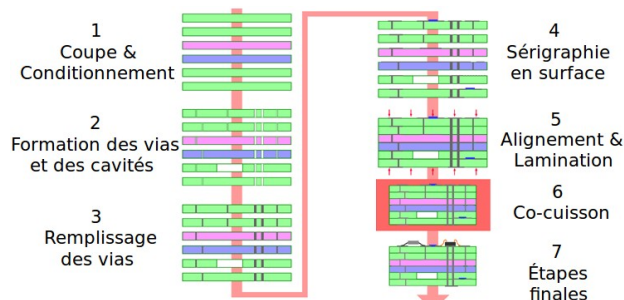 1
Coupe &
Conditionnement
2
Formation des vias
et des cavités
3
Remplissage
des vias
4
Sérigraphie
en surface
5
Alignement &
Lamination
6
Co-cuisson
7
Étapes
finales